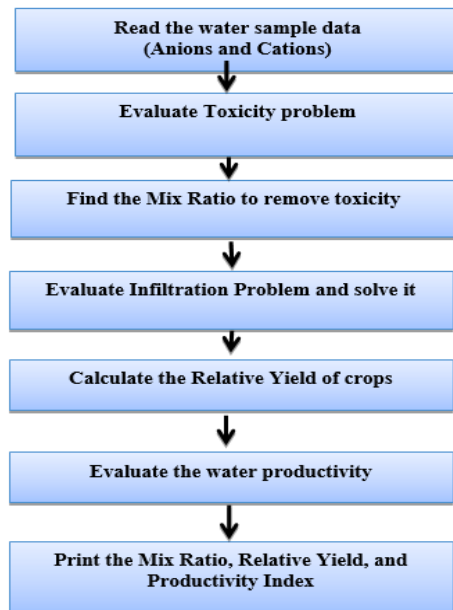 Read the water sample data
(Anions and Cations)
Evaluate Toxicity problem
Find the Mix Ratio to remove toxicity
Evaluate Infiltration Problem and solve it
Calculate the Relative Yield of crops
Evaluate the water productivity
Print the Mix Ratio, Relative Yield, and
Productivity Index